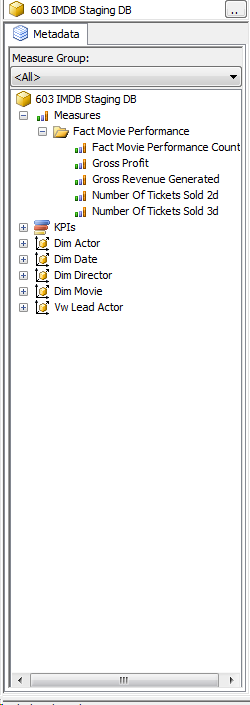 603 IMDB Staging DB
..
Metadata
Measure Group:
<All>
603 IMDB Staging DB
Measures
Fact Movie Performance
Fact Movie Performance Count
Gross Profit
Gross Revenue Generated
Number Of Tickets Sold 2d
Number Of Tickets Sold 3d
KPIs
Dim Actor
Dim Date
Dim Director
Dim Movie
Vw Lead Actor